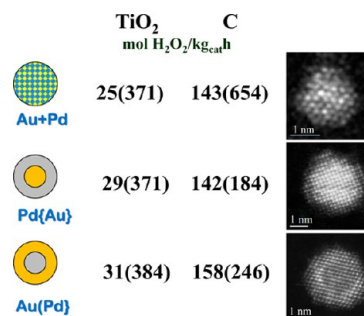 TiO₂ C
mol H₂O₂/kg_cat h
25(371) 143(654)
Au+Pd
1 nm
29(371) 142(184)
Pd{Au}
1 nm
31(384) 158(246)
Au(Pd}
1 nm